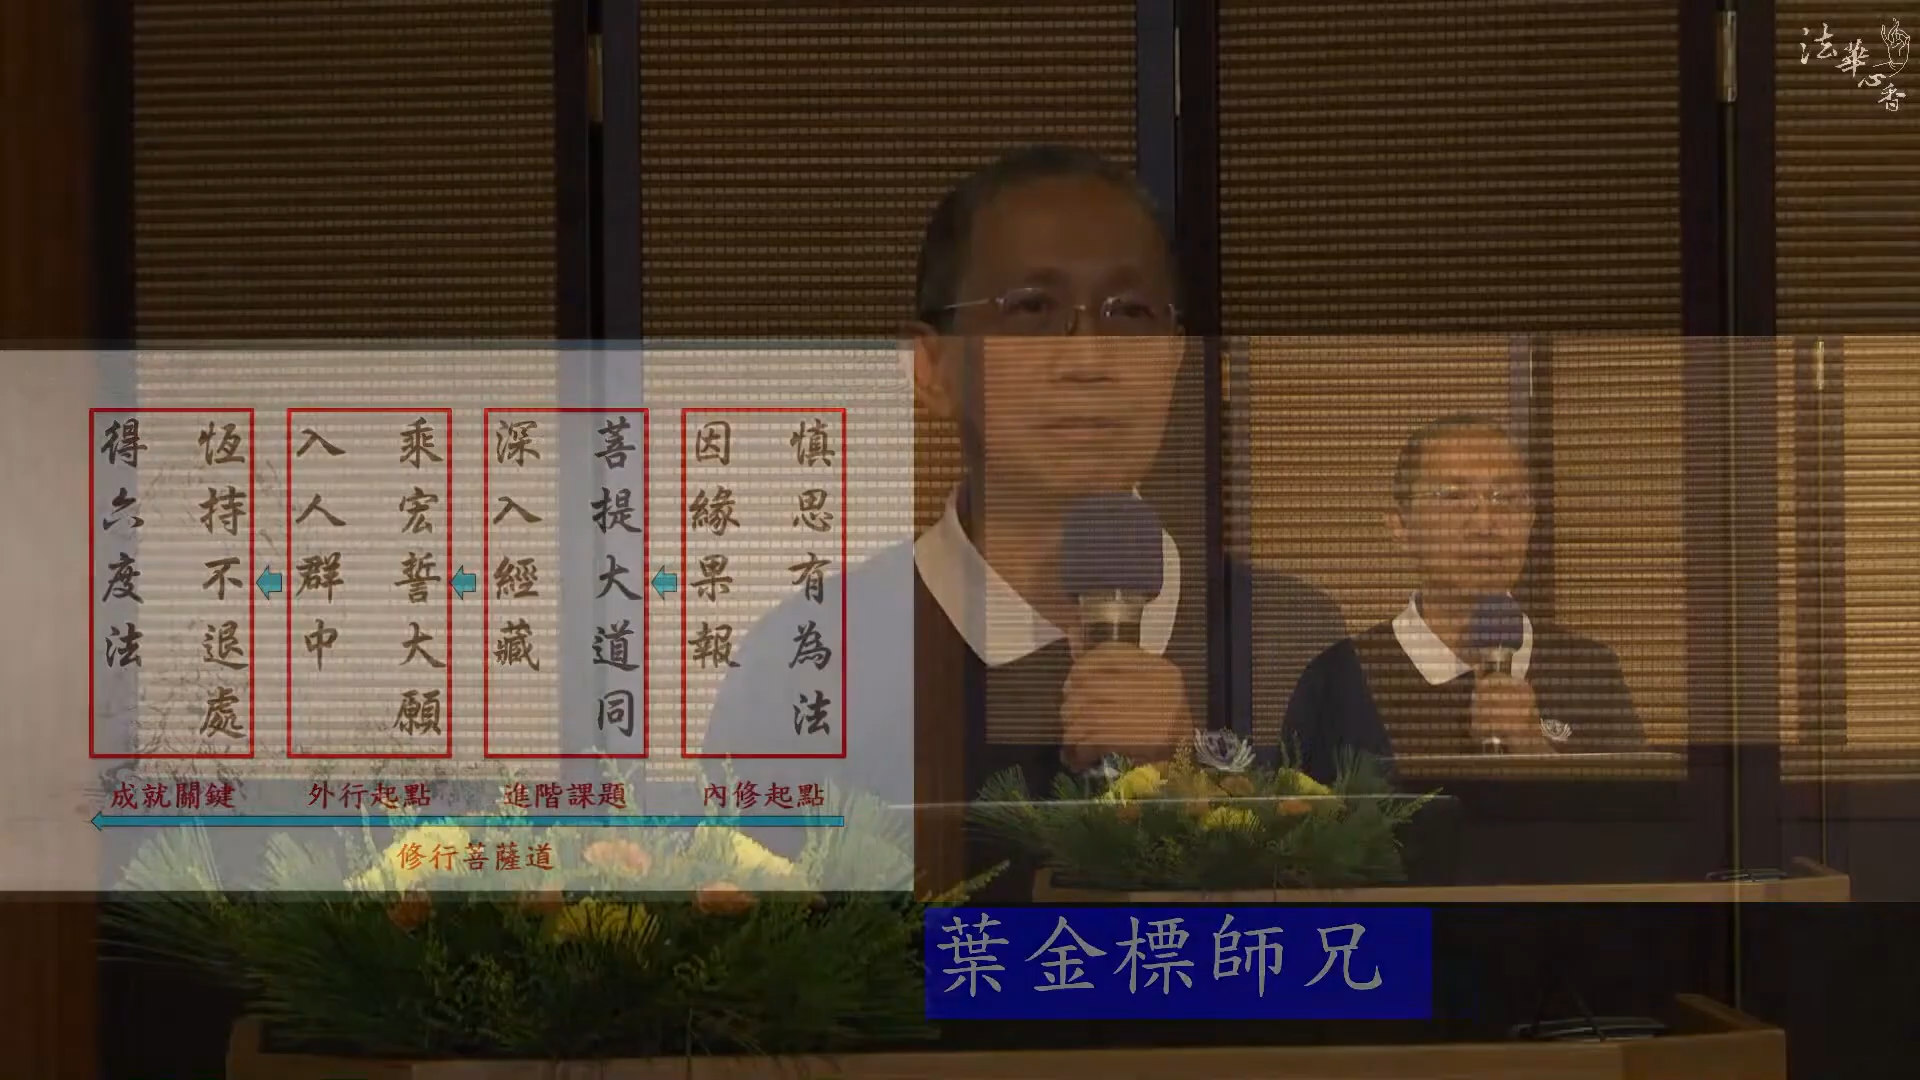 法華心香
慎思有為法
因緣果報
菩提大道同
深入經藏
乘宏誓大願
入人群中
恆持不退處
得六度法
內修起點
進階課題
外行起點
成就關鍵
修行菩薩道
葉金標師兄